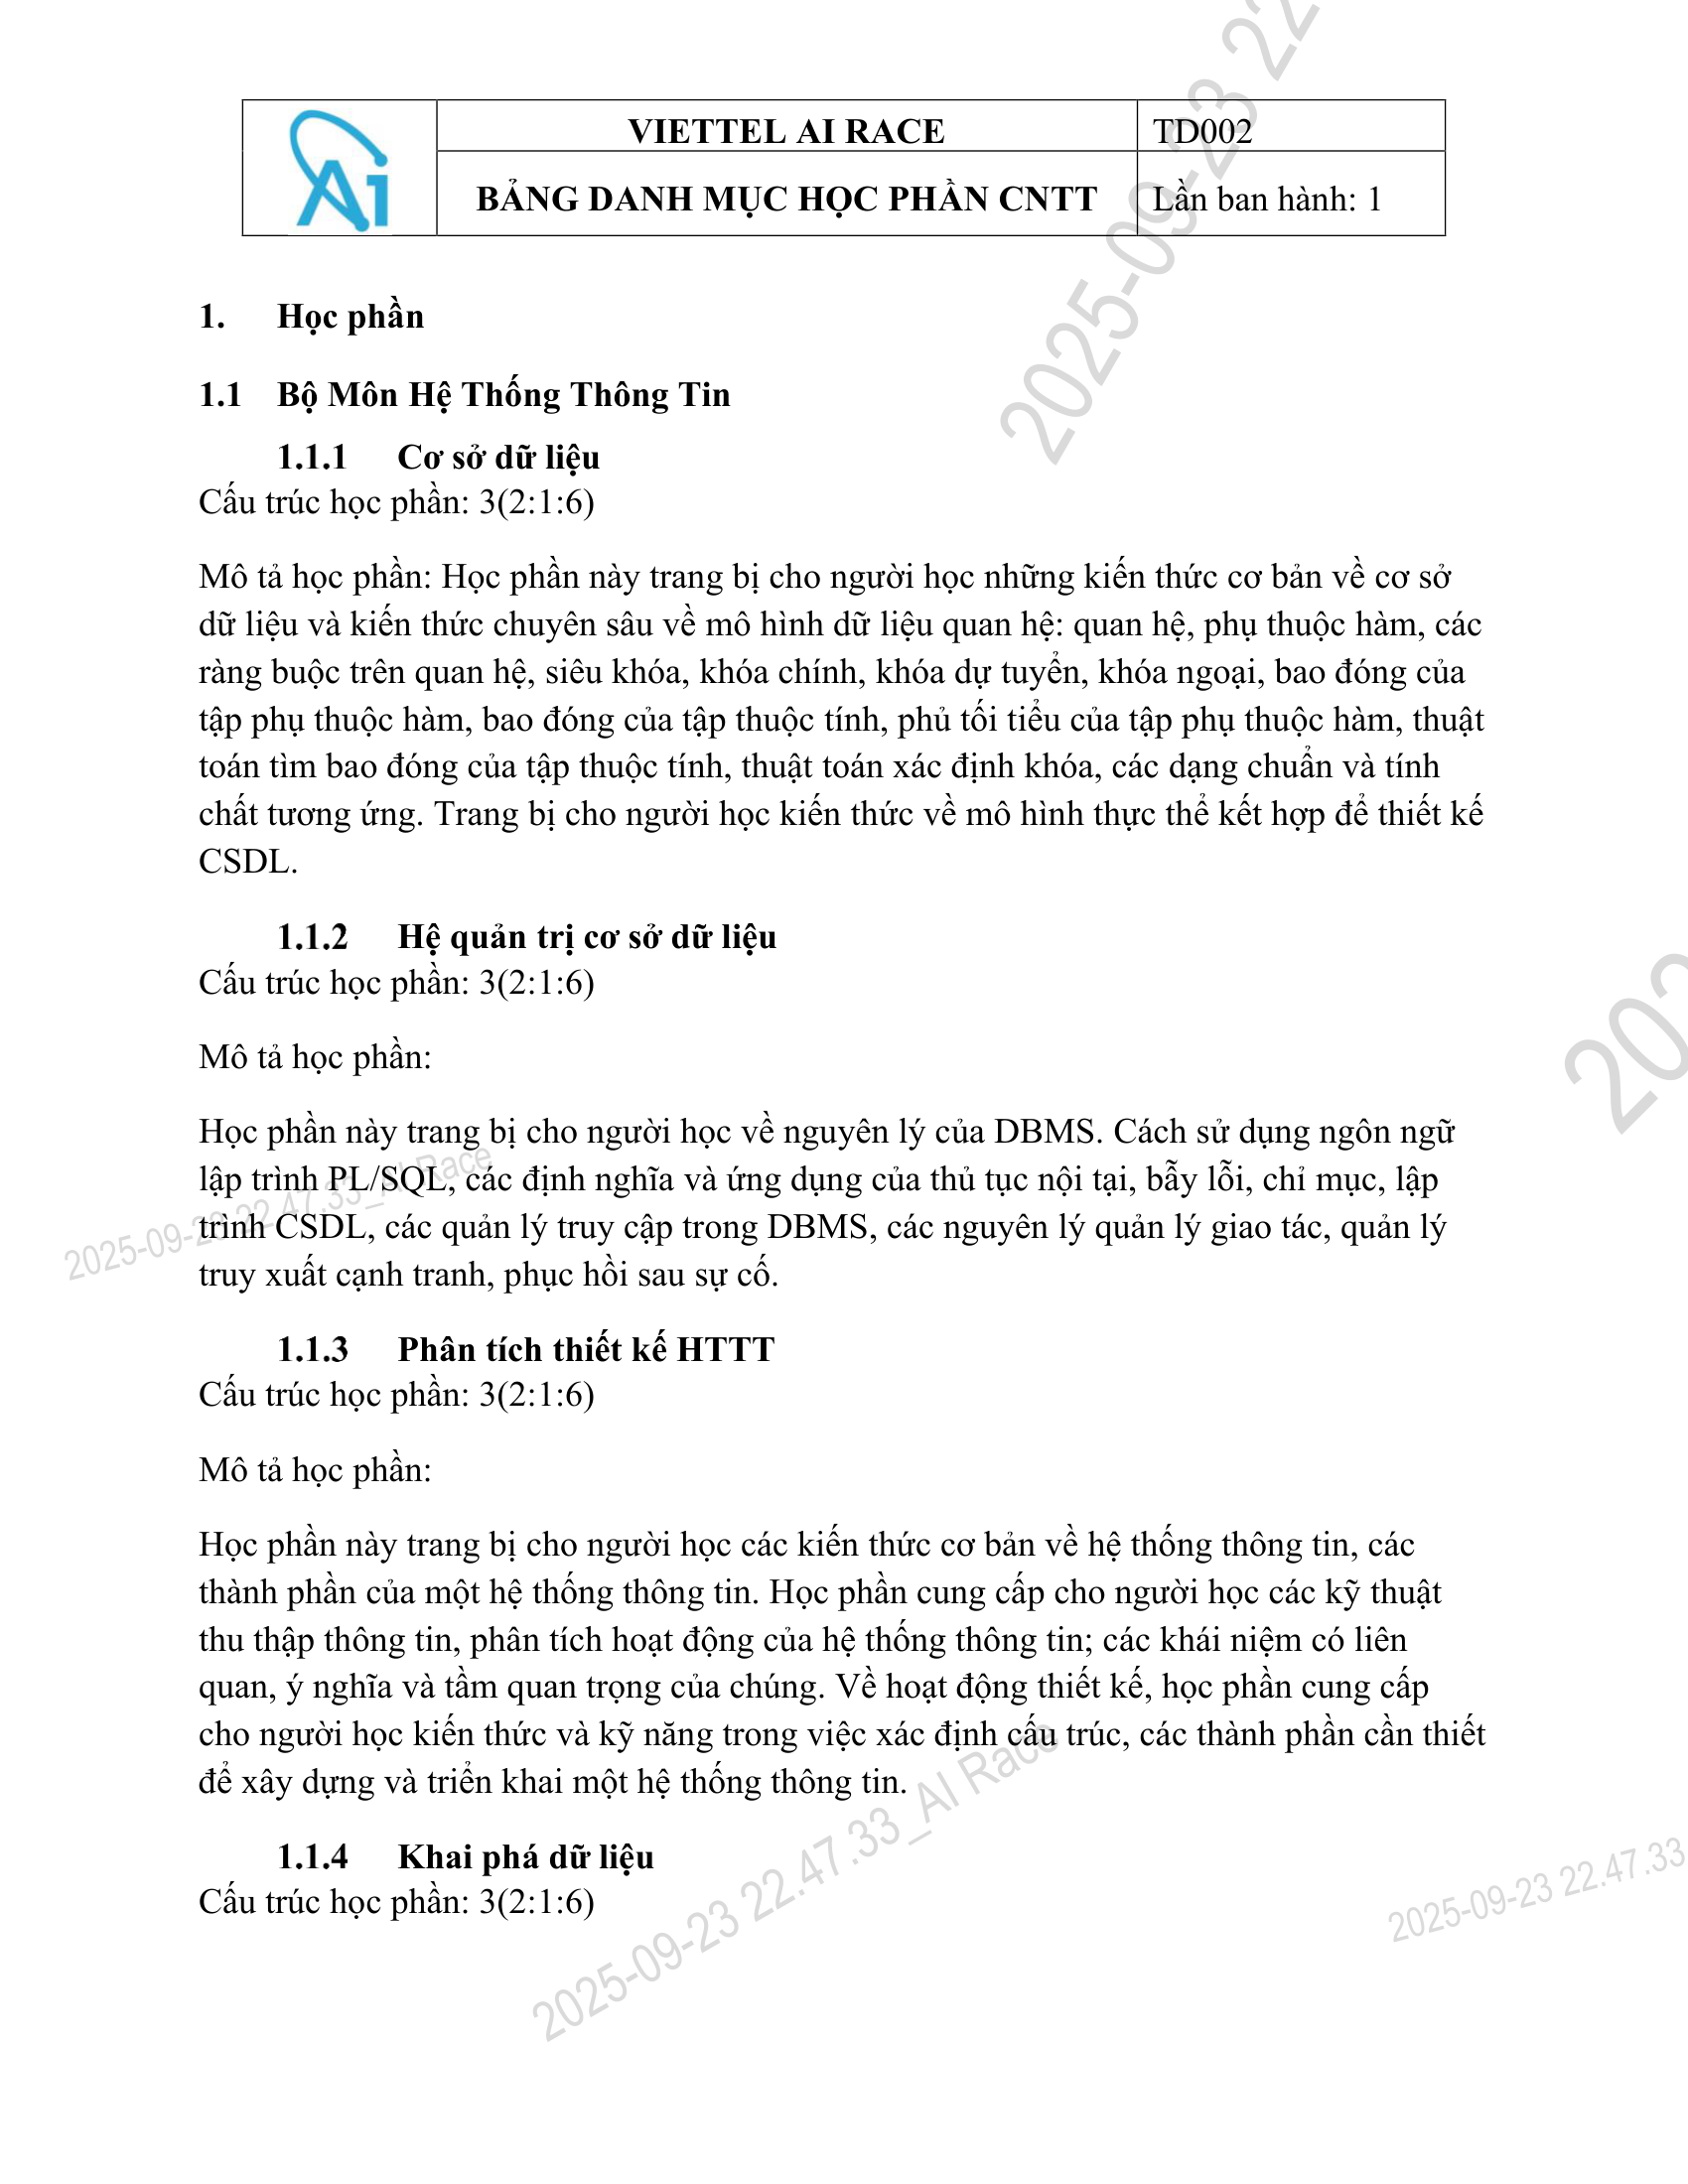 VIETTEL AI RACE
TD002
BẢNG DANH MỤC HỌC PHẦN CNTT
Lần ban hành: 1
1. Học phần
1.1 Bộ Môn Hệ Thống Thông Tin
1.1.1 Cơ sở dữ liệu
Cấu trúc học phần: 3(2:1:6)
Mô tả học phần: Học phần này trang bị cho người học những kiến thức cơ bản về cơ sở
dữ liệu và kiến thức chuyên sâu về mô hình dữ liệu quan hệ: quan hệ, phụ thuộc hàm, các
ràng buộc trên quan hệ, siêu khóa, khóa chính, khóa dự tuyển, khóa ngoại, bao đóng của
tập phụ thuộc hàm, bao đóng của tập thuộc tính, phủ tối tiểu của tập phụ thuộc hàm, thuật
toán tìm bao đóng của tập thuộc tính, thuật toán xác định khóa, các dạng chuẩn và tính
chất tương ứng. Trang bị cho người học kiến thức về mô hình thực thể kết hợp để thiết kế
CSDL.
1.1.2 Hệ quản trị cơ sở dữ liệu
Cấu trúc học phần: 3(2:1:6)
Mô tả học phần:
Học phần này trang bị cho người học về nguyên lý của DBMS. Cách sử dụng ngôn ngữ
lập trình PL/SQL, các định nghĩa và ứng dụng của thủ tục nội tại, bẫy lỗi, chỉ mục, lập
trình CSDL, các quản lý truy cập trong DBMS, các nguyên lý quản lý giao tác, quản lý
truy xuất cạnh tranh, phục hồi sau sự cố.
1.1.3 Phân tích thiết kế HTTT
Cấu trúc học phần: 3(2:1:6)
Mô tả học phần:
Học phần này trang bị cho người học các kiến thức cơ bản về hệ thống thông tin, các
thành phần của một hệ thống thông tin. Học phần cung cấp cho người học các kỹ thuật
thu thập thông tin, phân tích hoạt động của hệ thống thông tin; các khái niệm có liên
quan, ý nghĩa và tầm quan trọng của chúng. Về hoạt động thiết kế, học phần cung cấp
cho người học kiến thức và kỹ năng trong việc xác định cấu trúc, các thành phần cần thiết
để xây dựng và triển khai một hệ thống thông tin.
1.1.4 Khai phá dữ liệu
Cấu trúc học phần: 3(2:1:6)
2025-09-23 22
202
2025-09-23 22.47.33_AI Race
2025-09-23 22.47.33_AI Race
2025-09-23 22.47.33